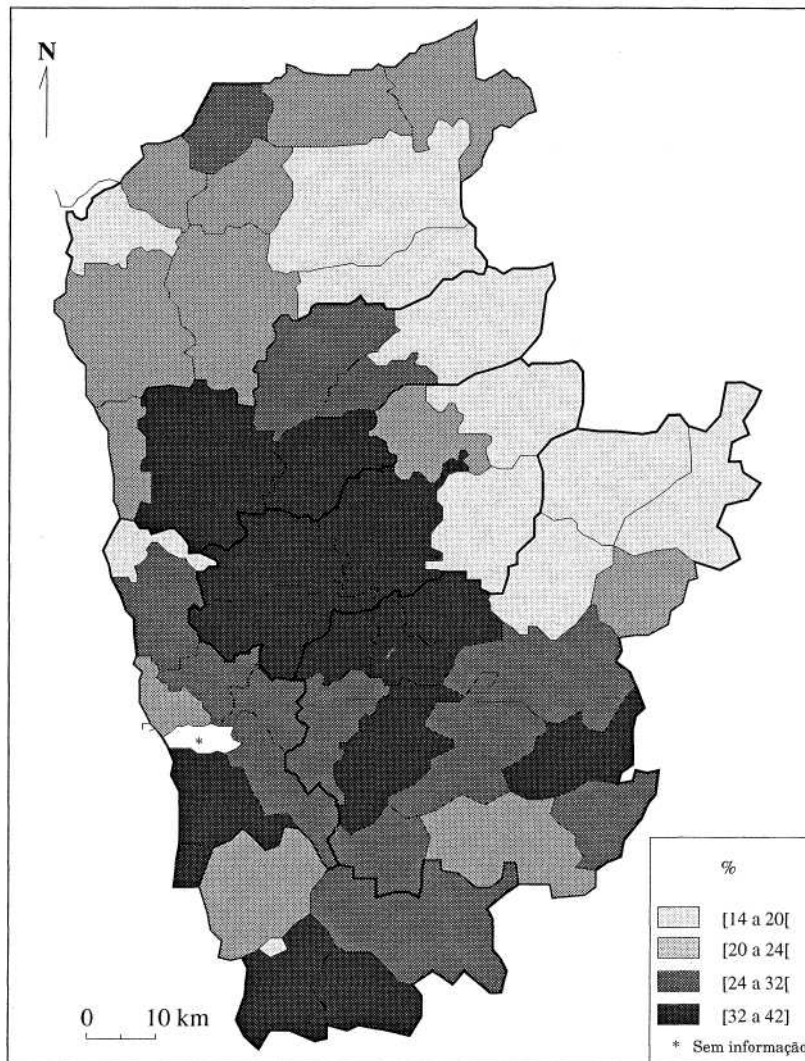 N
*
%
[14 a 20[
[20 a 24[
[24 a 32[
[32 a 42]
* Sem informação
0 10 km